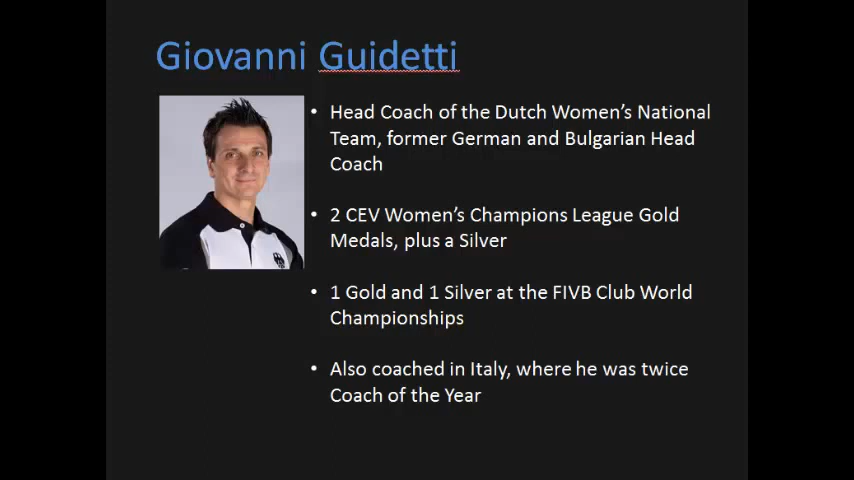 Giovanni Guidetti
• Head Coach of the Dutch Women's National
Team, former German and Bulgarian Head
Coach
• 2 CEV Women's Champions League Gold
Medals, plus a Silver
• 1 Gold and 1 Silver at the FIVB Club World
Championships
• Also coached in Italy, where he was twice
Coach of the Year